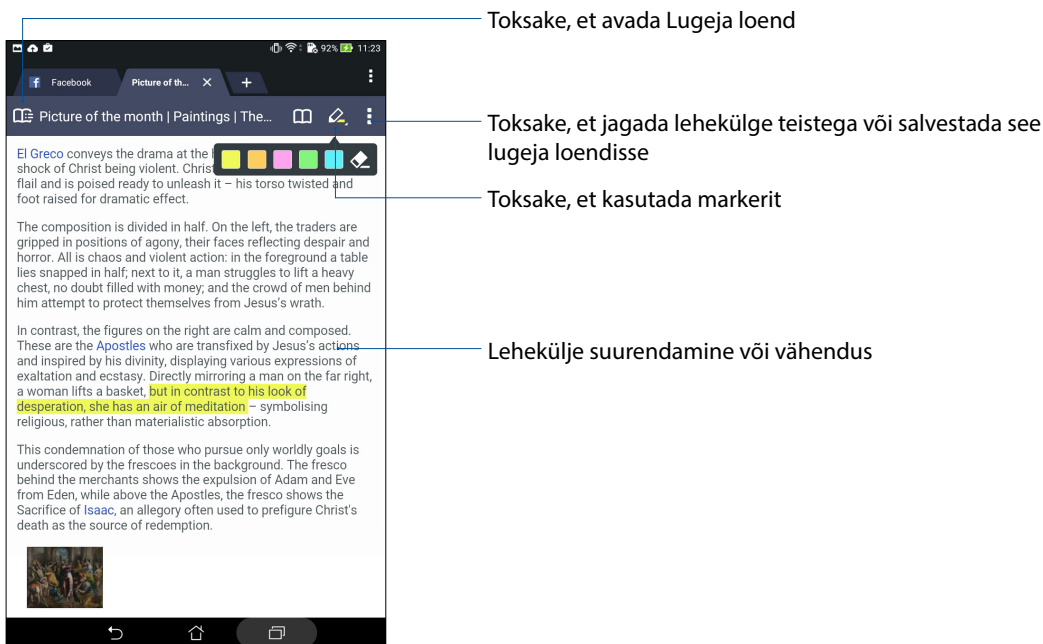 Toksake, et avada Lugeja loend
92% 11:23
f Facebook Picture of th... X +
Picture of the month | Paintings | The...
Toksake, et jagada lehekülge teistega või salvestada see
lugeja loendisse
El Greco conveys the drama at the
shock of Christ being violent. Christ
flail and is poised ready to unleash it – his torso twisted and
foot raised for dramatic effect.
Toksake, et kasutada markerit
The composition is divided in half. On the left, the traders are
gripped in positions of agony, their faces reflecting despair and
horror. All is chaos and violent action: in the foreground a table
lies snapped in half; next to it, a man struggles to lift a heavy
chest, no doubt filled with money; and the crowd of men behind
him attempt to protect themselves from Jesus's wrath.
In contrast, the figures on the right are calm and composed.
These are the Apostles who are transfixed by Jesus's actions
and inspired by his divinity, displaying various expressions of
exaltation and ecstasy. Directly mirroring a man on the far right,
a woman lifts a basket, but in contrast to his look of
desperation, she has an air of meditation – symbolising
religious, rather than materialistic absorption.
Lehekülje suurendamine või vähendus
This condemnation of those who pursue only worldly goals is
underscored by the frescoes in the background. The fresco
behind the merchants shows the expulsion of Adam and Eve
from Eden, while above the Apostles, the fresco shows the
Sacrifice of Isaac, an allegory often used to prefigure Christ's
death as the source of redemption.